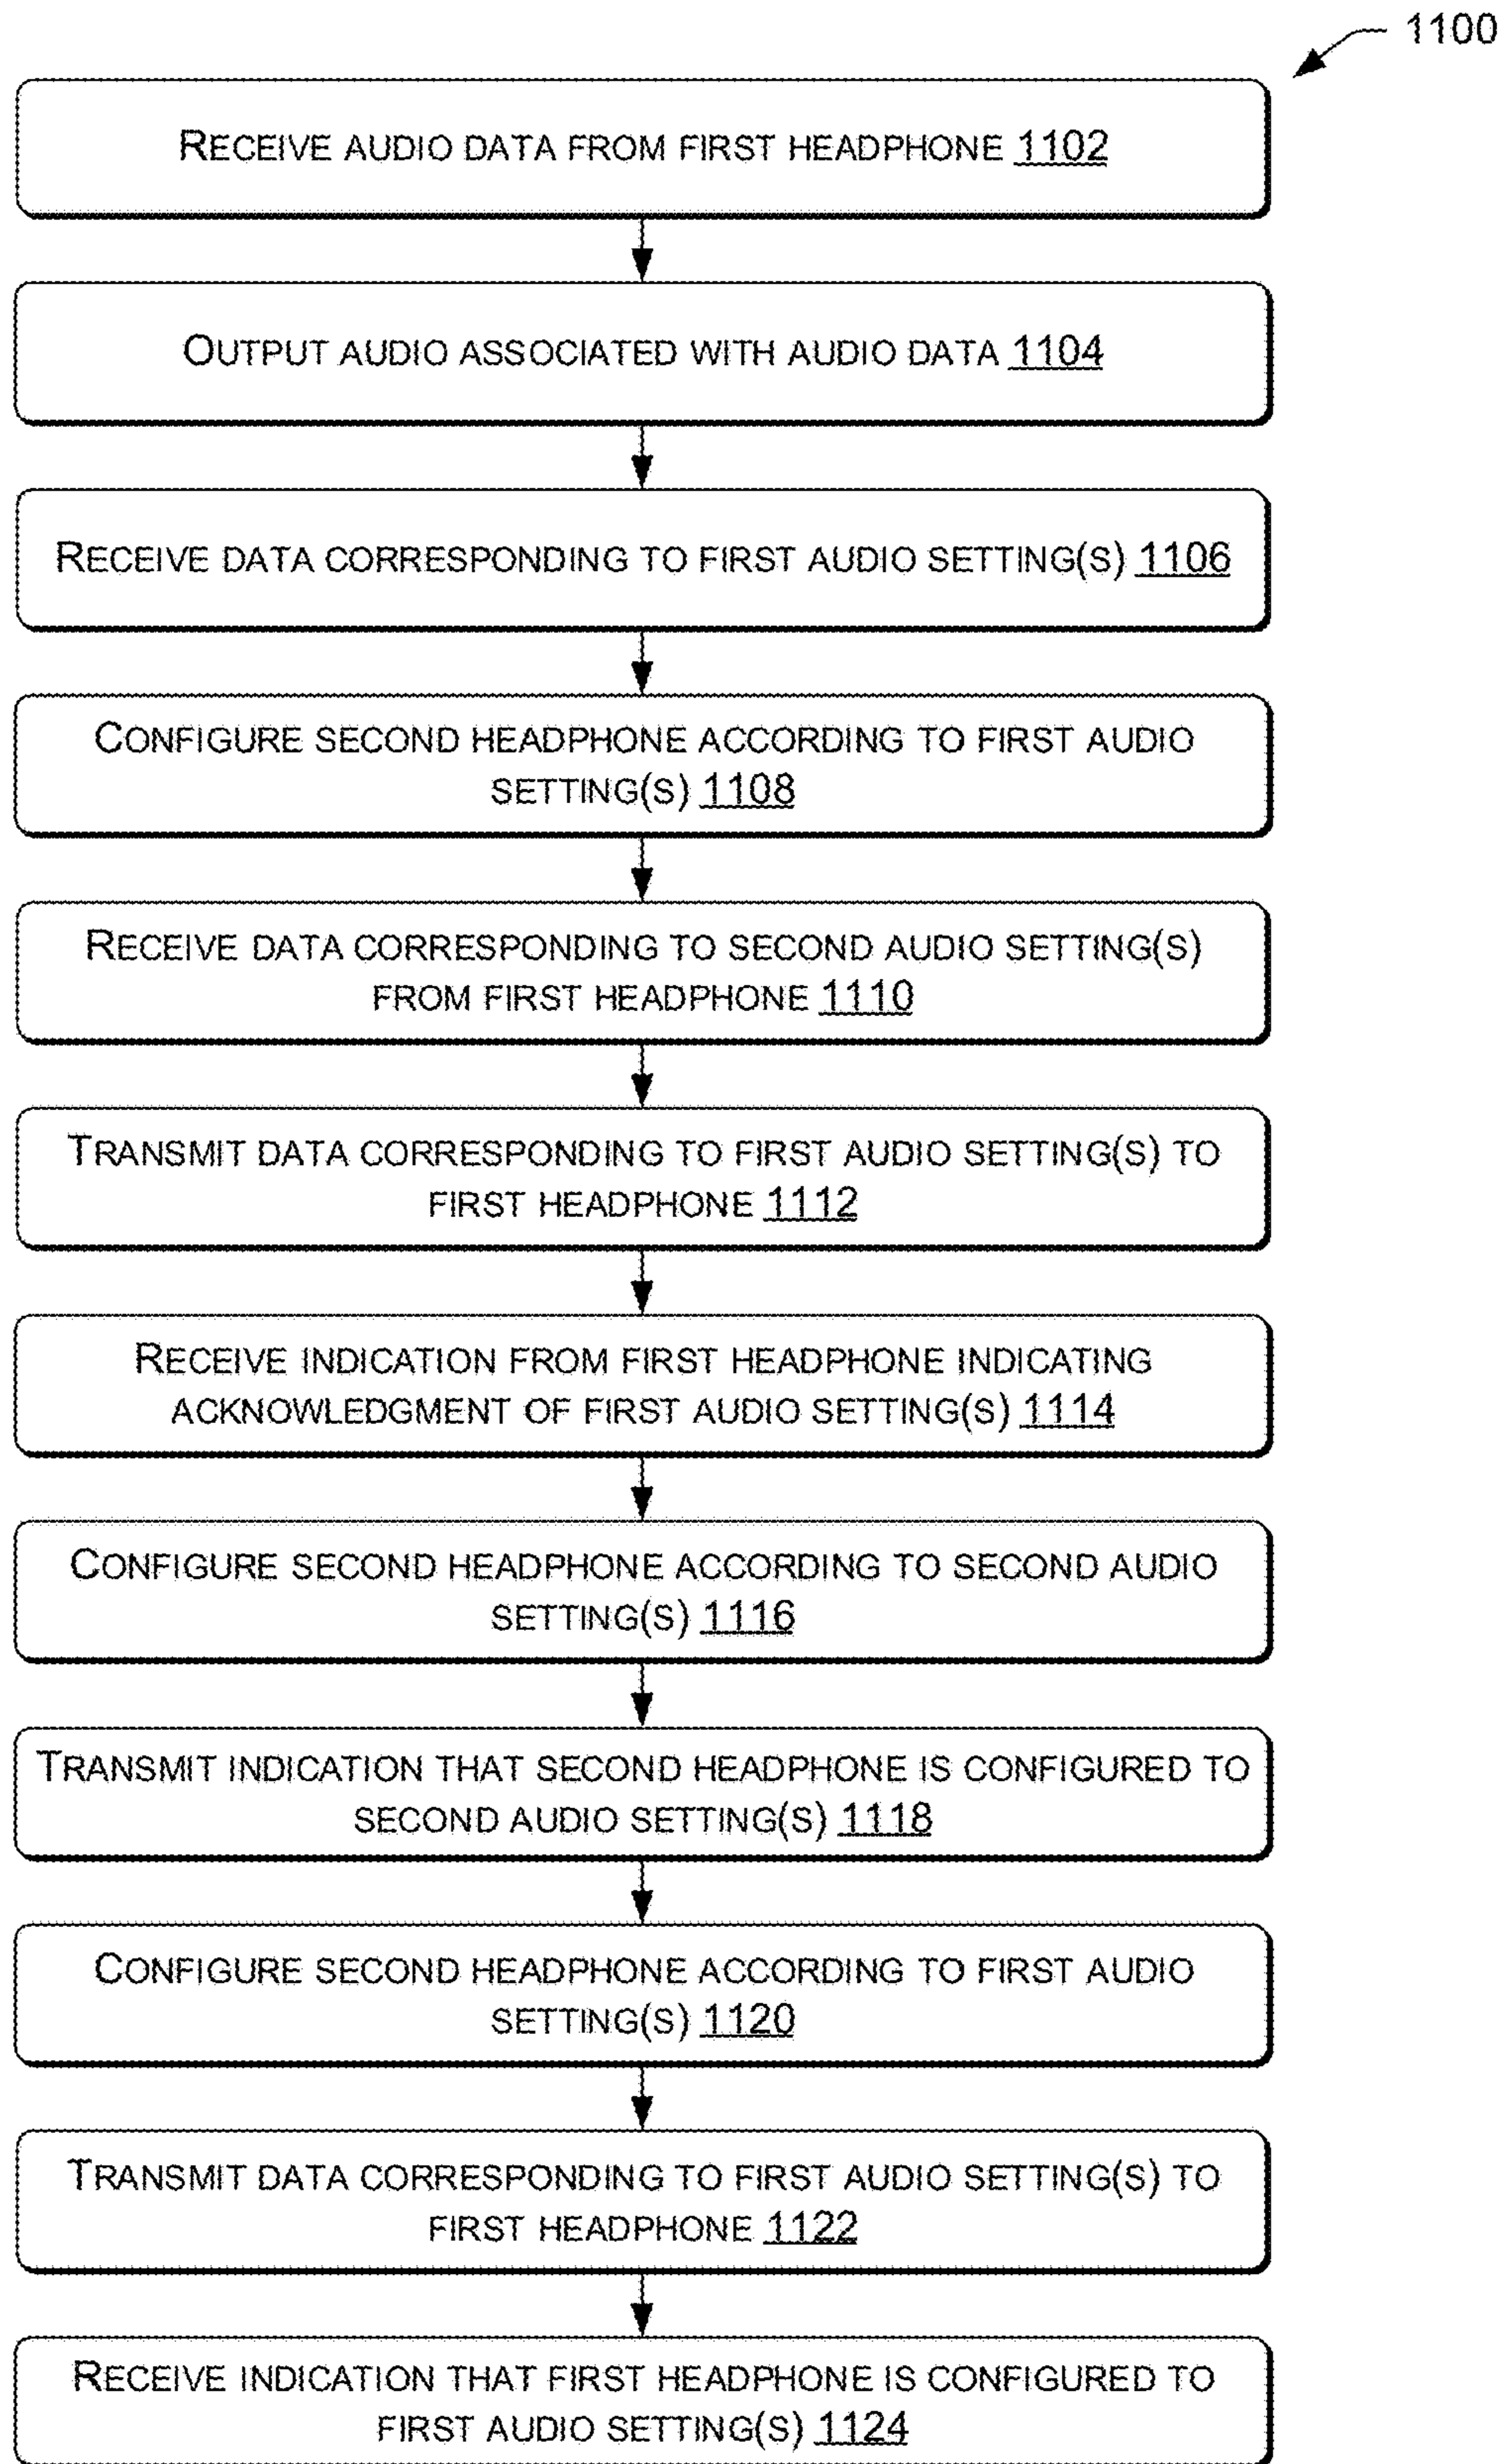 1100
RECEIVE AUDIO DATA FROM FIRST HEADPHONE 1102
OUTPUT AUDIO ASSOCIATED WITH AUDIO DATA 1104
RECEIVE DATA CORRESPONDING TO FIRST AUDIO SETTING(S) 1106
CONFIGURE SECOND HEADPHONE ACCORDING TO FIRST AUDIO
SETTING(S) 1108
RECEIVE DATA CORRESPONDING TO SECOND AUDIO SETTING(S)
FROM FIRST HEADPHONE 1110
TRANSMIT DATA CORRESPONDING TO FIRST AUDIO SETTING(S) TO
FIRST HEADPHONE 1112
RECEIVE INDICATION FROM FIRST HEADPHONE INDICATING
ACKNOWLEDGMENT OF FIRST AUDIO SETTING(S) 1114
CONFIGURE SECOND HEADPHONE ACCORDING TO SECOND AUDIO
SETTING(S) 1116
TRANSMIT INDICATION THAT SECOND HEADPHONE IS CONFIGURED TO
SECOND AUDIO SETTING(S) 1118
CONFIGURE SECOND HEADPHONE ACCORDING TO FIRST AUDIO
SETTING(S) 1120
TRANSMIT DATA CORRESPONDING TO FIRST AUDIO SETTING(S) TO
FIRST HEADPHONE 1122
RECEIVE INDICATION THAT FIRST HEADPHONE IS CONFIGURED TO
FIRST AUDIO SETTING(S) 1124